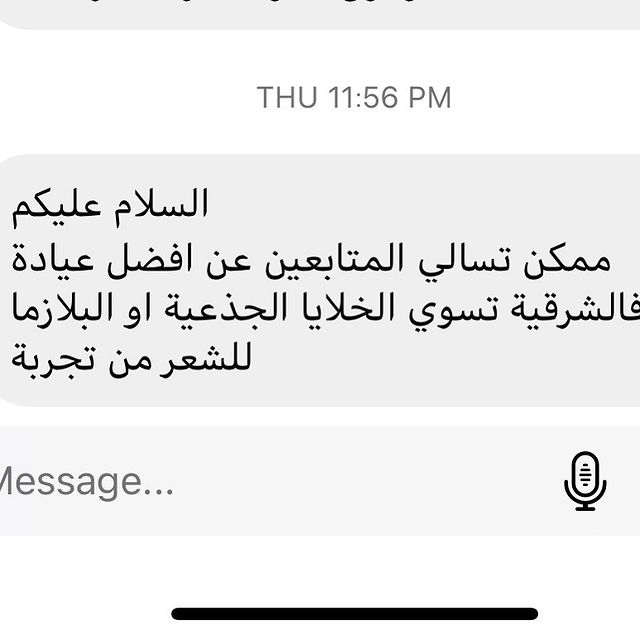 THU 11:56 PM
السلام عليكم
ممكن تسالي المتابعين عن افضل عيادة
فالشرقية تسوي الخلايا الجذعية او البلازما
للشعر من تجربة
Message...